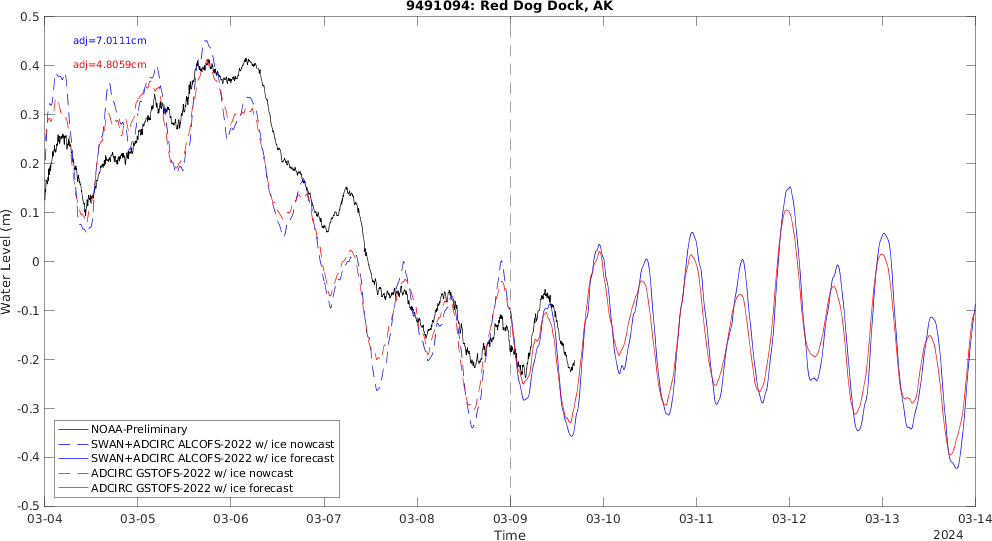 9491094: Red Dog Dock, AK
adj=7.0111cm
adj=4.8059cm
Water Level (m)
0.5
0.4
0.3
0.2
0.1
0
-0.1
-0.2
-0.3
-0.4
-0.5
NOAA-Preliminary
SWAN+ADCIRC ALCOFS-2022 w/ ice nowcast
SWAN+ADCIRC ALCOFS-2022 w/ ice forecast
ADCIRC GSTOFS-2022 w/ ice nowcast
ADCIRC GSTOFS-2022 w/ ice forecast
03-04 03-05 03-06 03-07 03-08 03-09 03-10 03-11 03-12 03-13 03-14
Time
2024